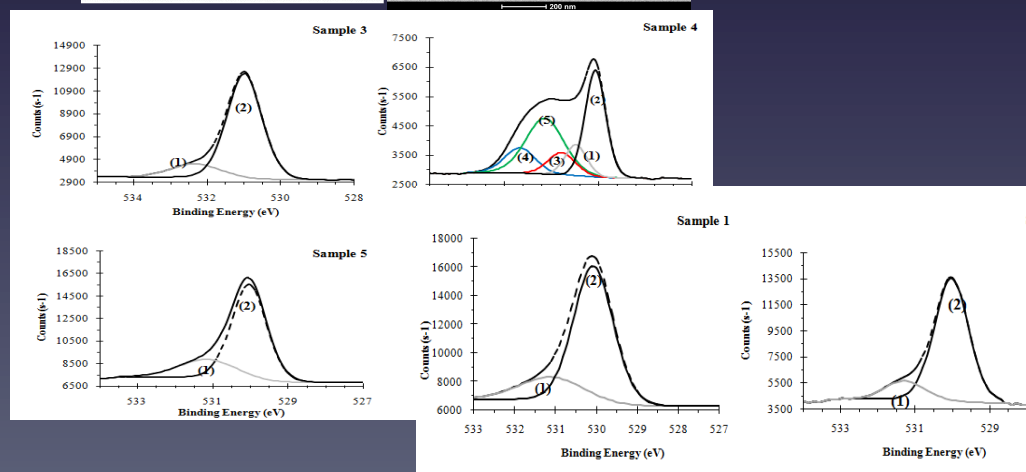 200 nm
Sample 3
14900
12900
10900
8900
6900
4900
2900
Counts (s-1)
(2)
(1)
534 532 530 528
Binding Energy (eV)
Sample 4
7500
6500
5500
4500
3500
2500
Counts (s-1)
(2)
(5)
(4)
(3)
(1)
Sample 5
18500
16500
14500
12500
10500
8500
6500
Counts (s-1)
(2)
(1)
533 531 529 527
Binding Energy (eV)
Sample 1
18000
16000
14000
12000
10000
8000
6000
Counts (s-1)
(2)
(1)
533 532 531 530 529 528 527
Binding Energy (eV)
15500
13500
11500
9500
7500
5500
3500
Counts (s-1)
(2)
(1)
533 531 529
Binding Energy (eV)